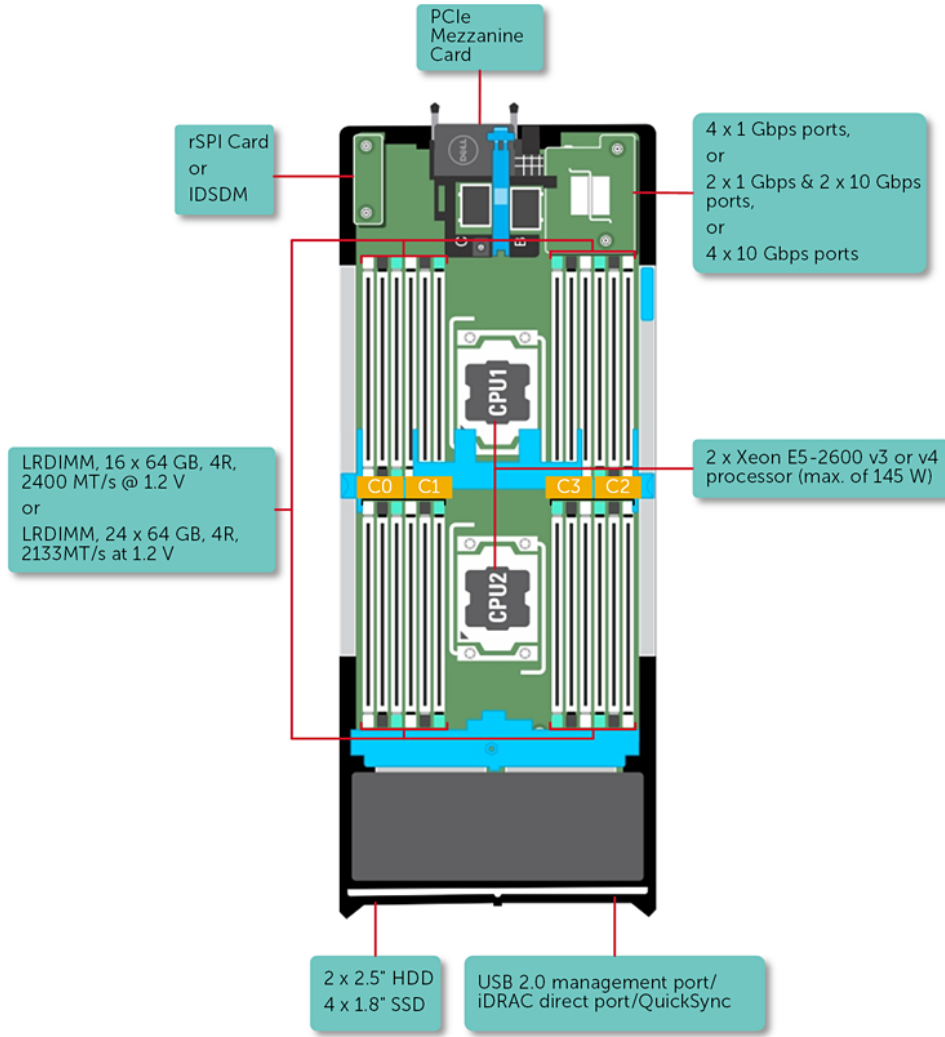 PCIe
Mezzanine
Card
rSPI Card
or
IDSDM
4 x 1 Gbps ports,
or
2 x 1 Gbps & 2 x 10 Gbps
ports,
or
4 x 10 Gbps ports
DELL
C
B
CPU1
LRDIMM, 16 x 64 GB, 4R,
2400 MT/s @ 1.2 V
or
LRDIMM, 24 x 64 GB, 4R,
2133MT/s at 1.2 V
C0
C1
C3
C2
2 x Xeon E5-2600 v3 or v4
processor (max. of 145 W)
CPU2
2 x 2.5" HDD
4 x 1.8" SSD
USB 2.0 management port/
iDRAC direct port/QuickSync